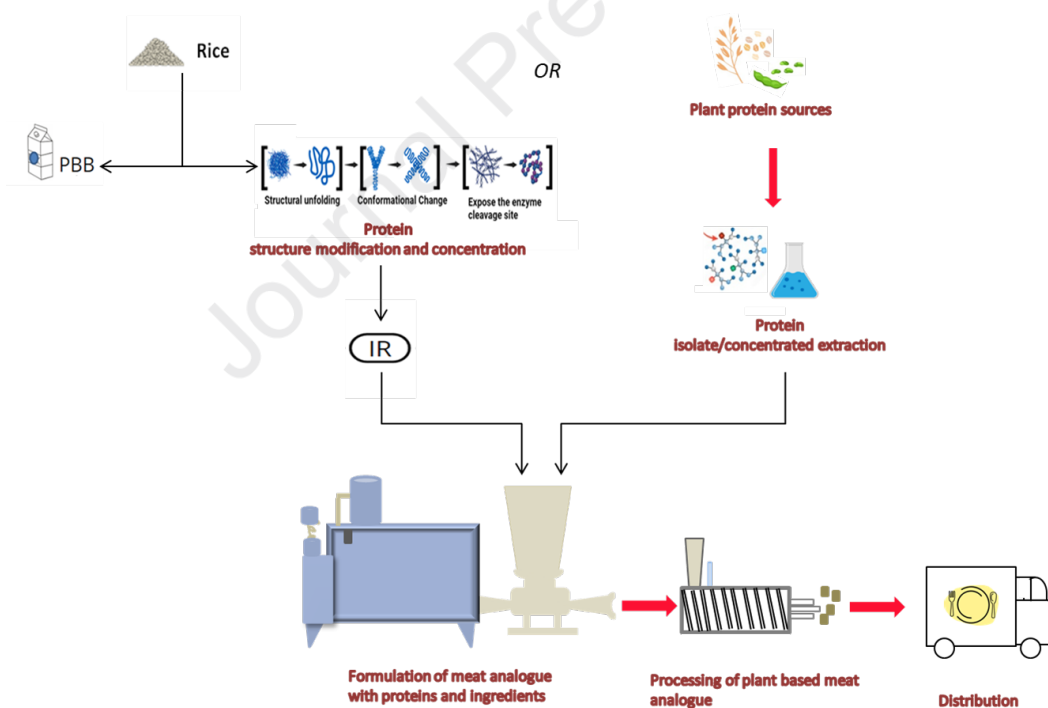 Journal Pre
Rice
OR
Plant protein sources
PBB
Structural unfolding
Conformational Change
Expose the enzyme
cleavage site
Protein
structure modification and concentration
Protein
isolate/concentrated extraction
IR
Formulation of meat analogue
with proteins and ingredients
Processing of plant based meat
analogue
Distribution